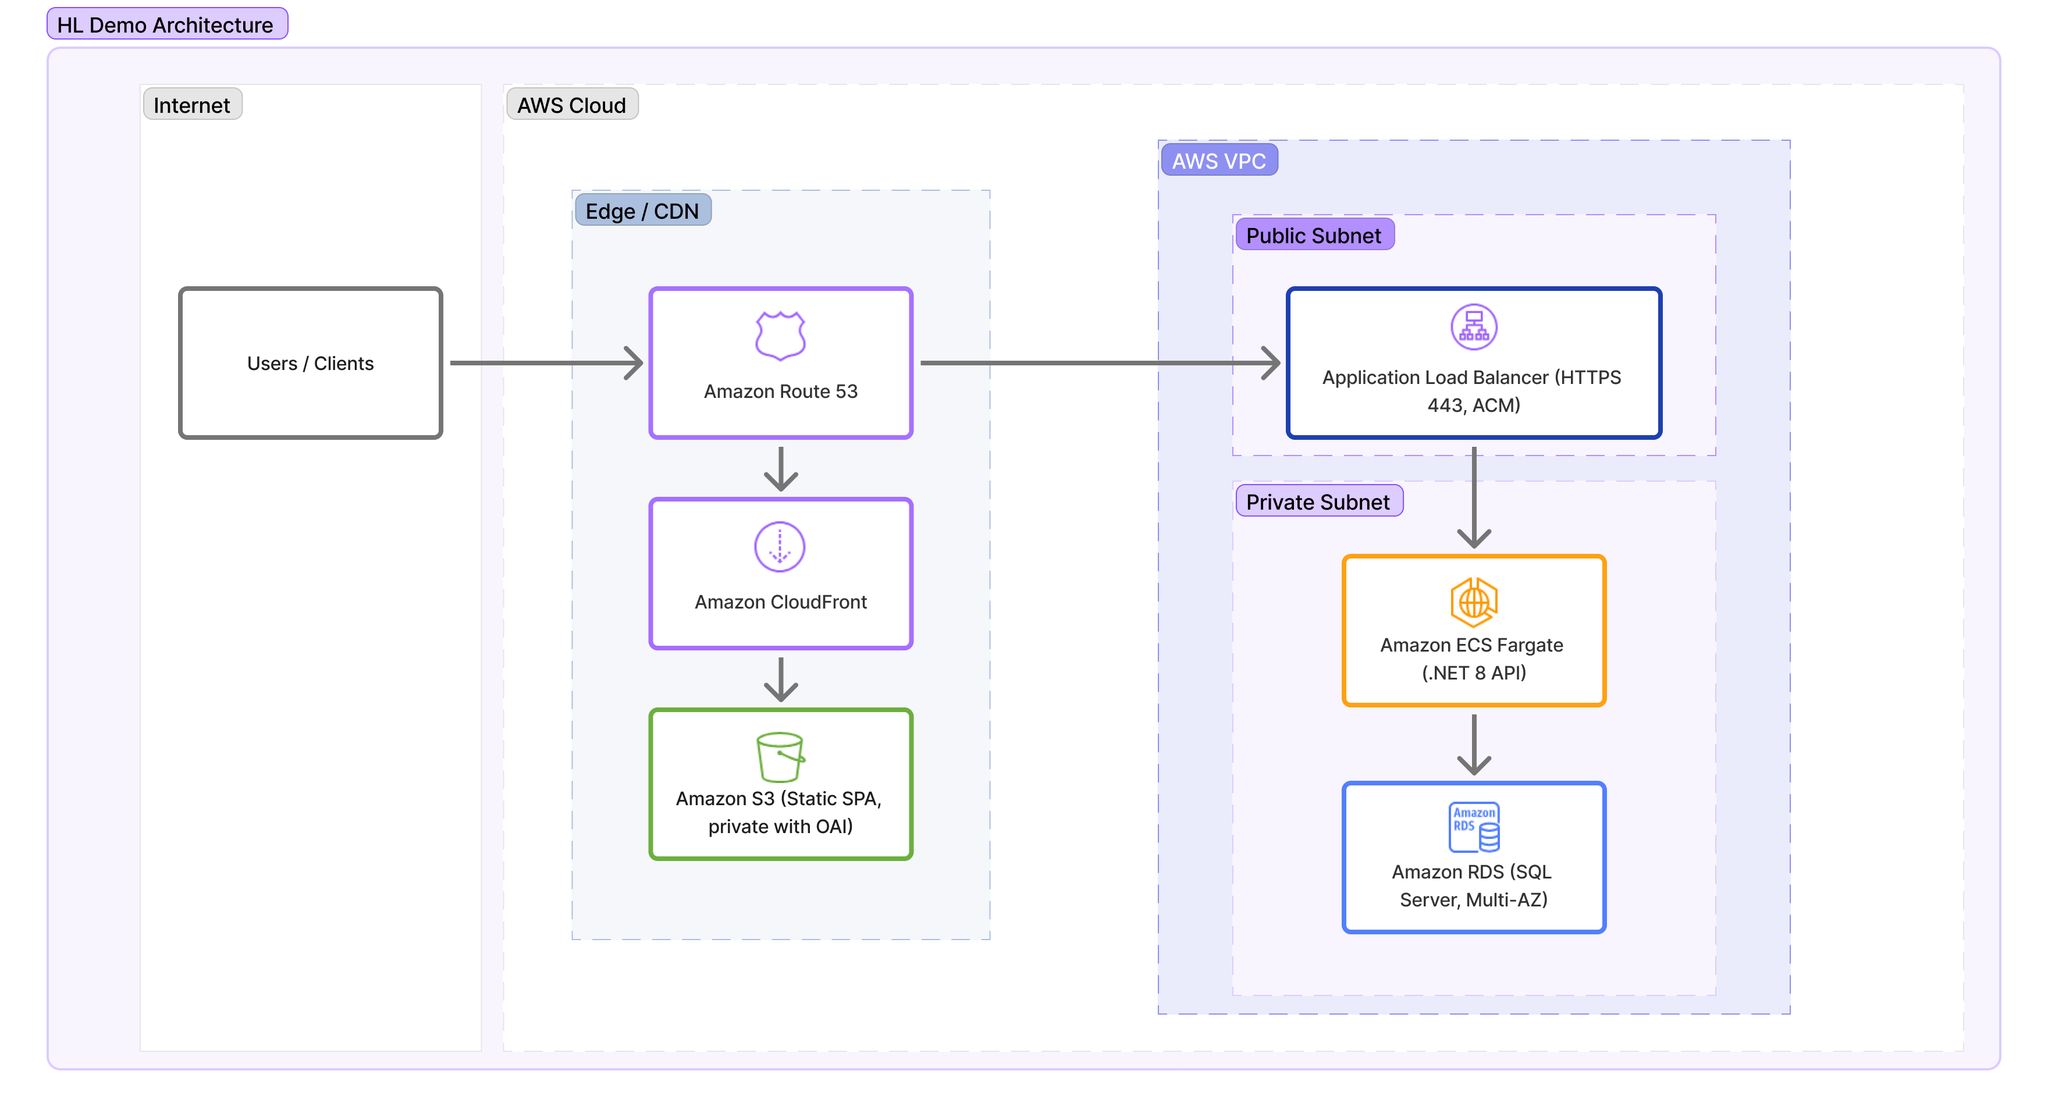 HL Demo Architecture
Internet
AWS Cloud
AWS VPC
Edge / CDN
Public Subnet
Users / Clients
Amazon Route 53
Application Load Balancer (HTTPS
443, ACM)
Private Subnet
Amazon CloudFront
Amazon ECS Fargate
(.NET 8 API)
Amazon S3 (Static SPA,
private with OAI)
Amazon
RDS
Amazon RDS (SQL
Server, Multi-AZ)